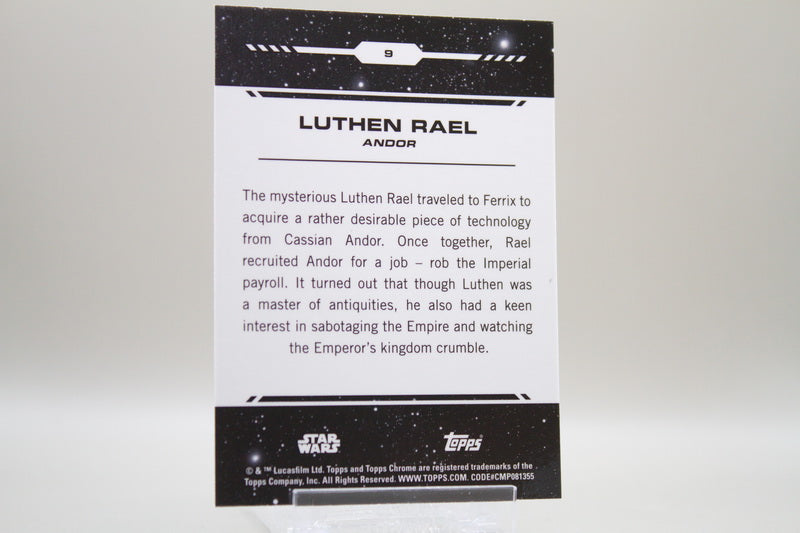 9
LUTHEN RAEL
ANDOR
The mysterious Luthen Rael traveled to Ferrix to
acquire a rather desirable piece of technology
from Cassian Andor. Once together, Rael
recruited Andor for a job – rob the Imperial
payroll. It turned out that though Luthen was
a master of antiquities, he also had a keen
interest in sabotaging the Empire and watching
the Emperor's kingdom crumble.
STAR WARS
topps
© & ™ Lucasfilm Ltd. Topps and Topps Chrome are registered trademarks of the
Topps Company, Inc. All Rights Reserved. WWW.TOPPS.COM. CODE#CMP081355